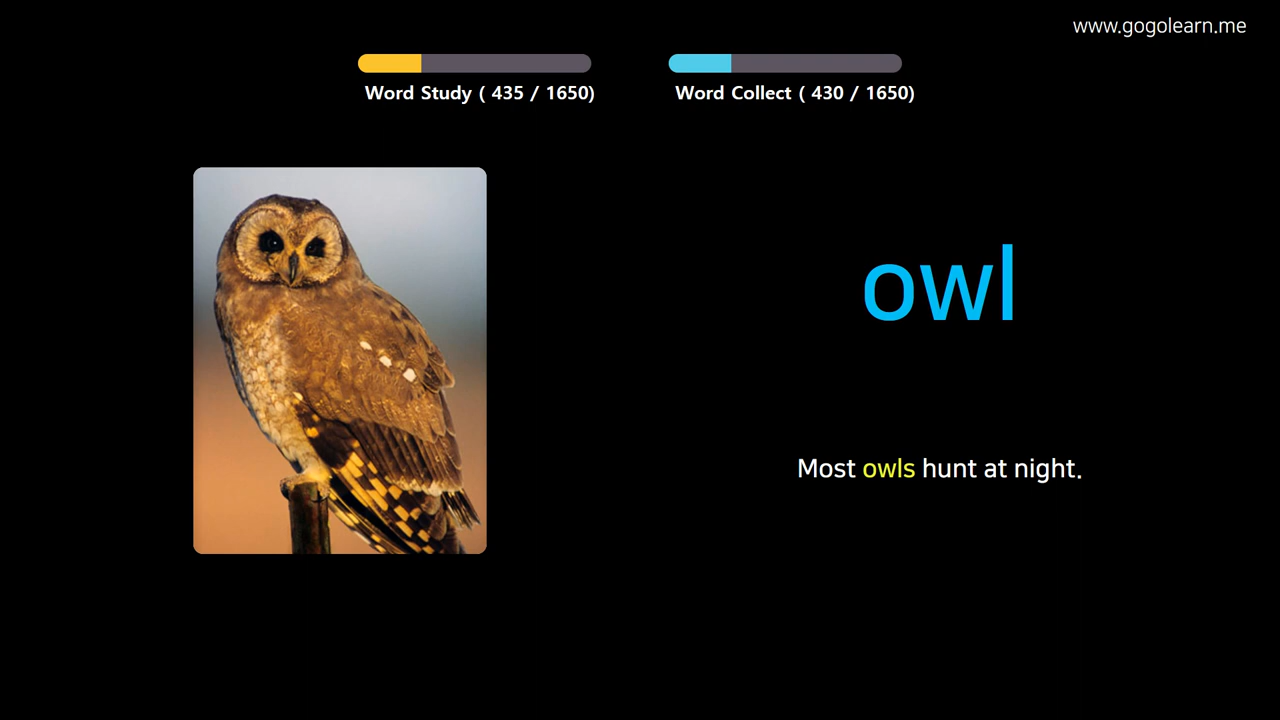 www.gogolearn.me
Word Study ( 435 / 1650)
Word Collect ( 430 / 1650)
owl
Most owls hunt at night.